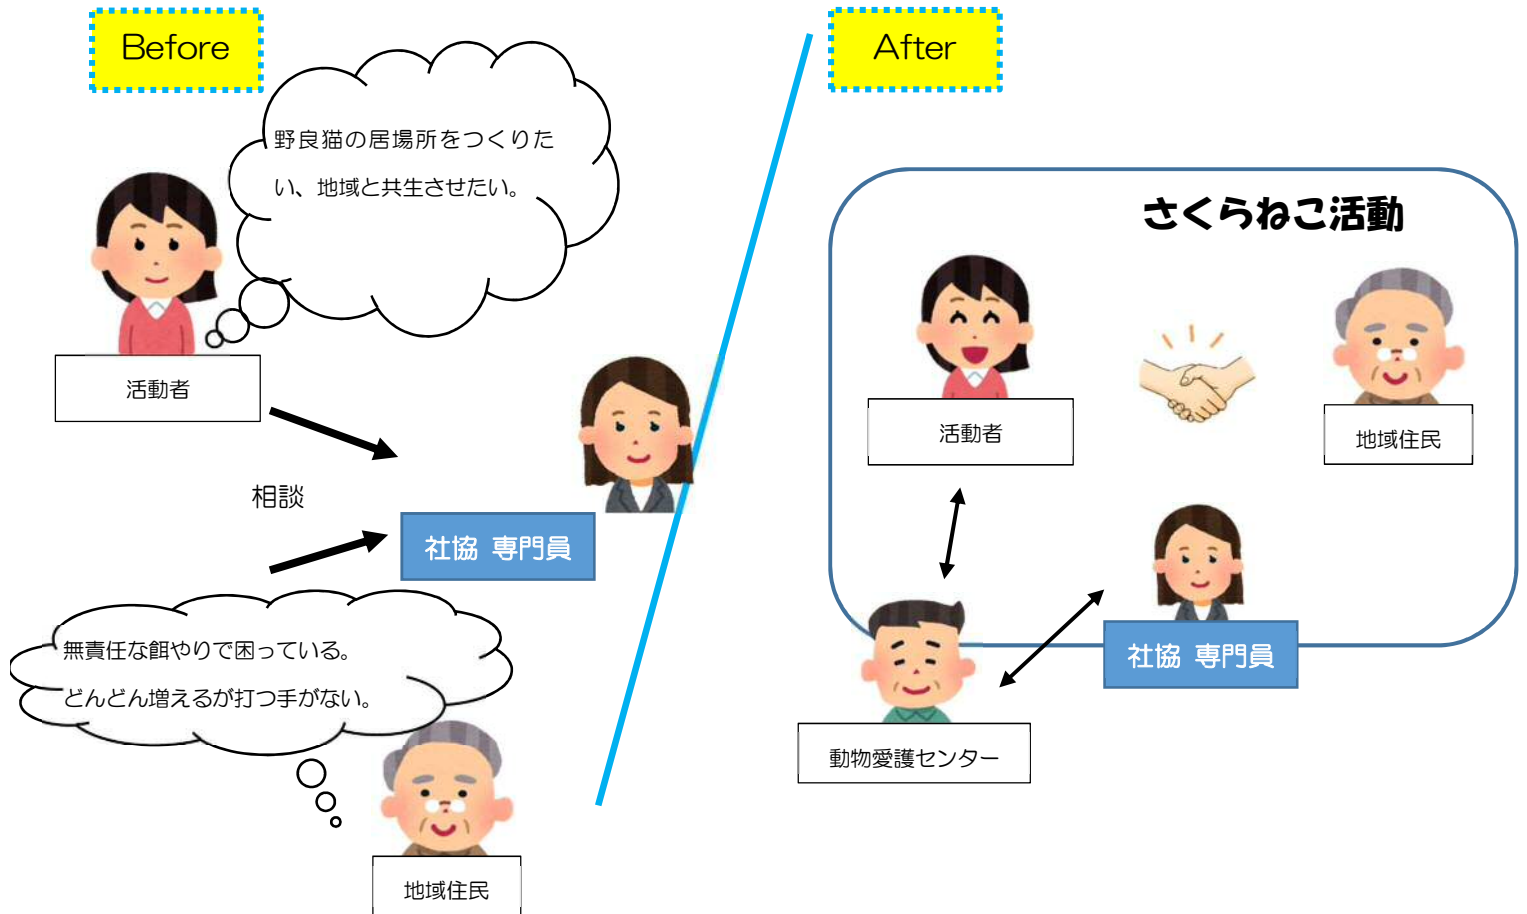 Before
野良猫の居場所をつくりた
い、地域と共生させたい。
活動者
相談
社協 専門員
無責任な餌やりで困っている。
どんどん増えるが打つ手がない。
地域住民
After
さくらねこ活動
活動者
地域住民
社協 専門員
動物愛護センター